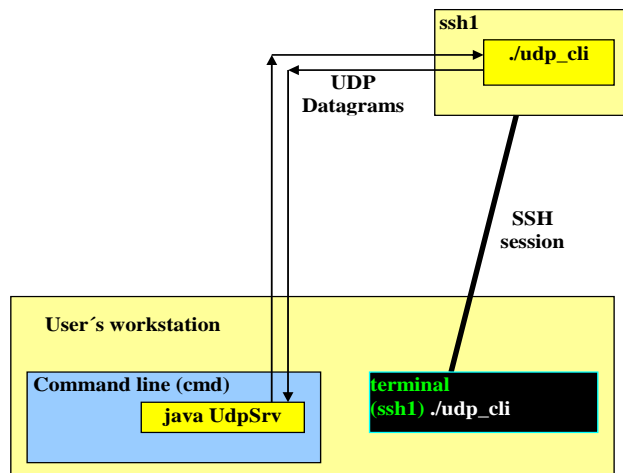 ssh1
./udp_cli
UDP
Datagrams
SSH
session
User´s workstation
Command line (cmd)
java UdpSrv
terminal
(ssh1) ./udp_cli